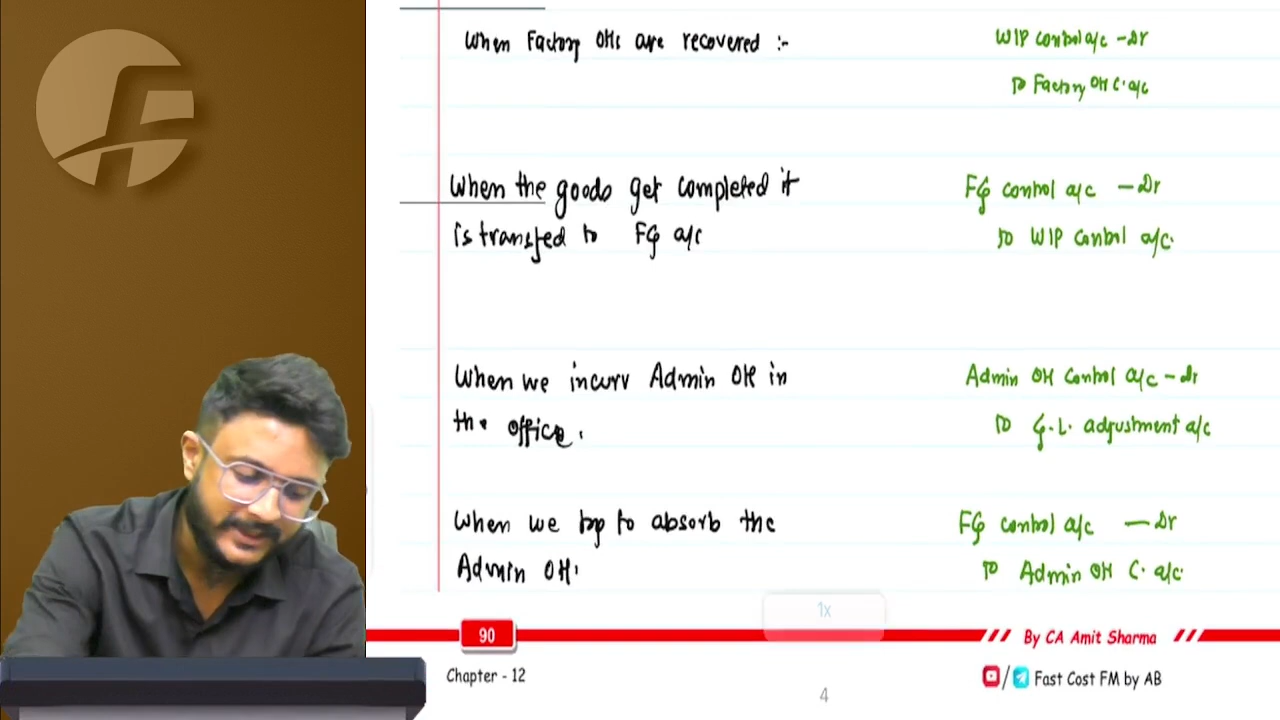 When Factory OHs are recovered :-
WIP Control a/c - Dr
To Factory OH C. a/c
When the goods get completed it
is transfed to FG a/c
FG control a/c - Dr
To WIP Control a/c.
When we incurr Admin OH in
the office.
Admin OH Control a/c - Dr
To G.L. adjustment a/c
When we to absorb the
Admin OH.
FG control a/c - Dr
To Admin OH C. a/c.
1x
90
By CA Amit Sharma
Chapter - 12
/ Fast Cost FM by AB
4